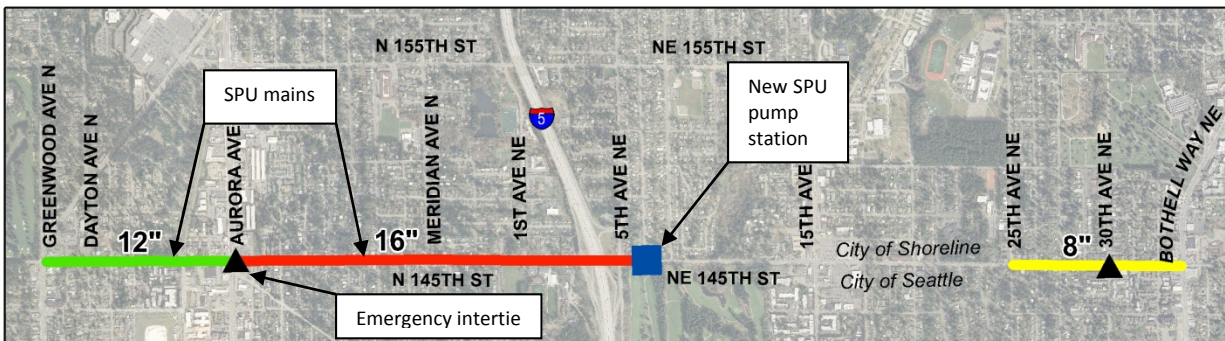 N 155TH ST
NE 155TH ST
GREENWOOD AVE N
DAYTON AVE N
SPU mains
AURORA AVE
MERIDIAN AVE N
1ST AVE NE
5
5TH AVE NE
New SPU
pump
station
15TH AVE NE
25TH AVE NE
30TH AVE NE
BOTHELL WAY NE
12"
16"
8"
City of Shoreline
City of Seattle
N 145TH ST
NE 145TH ST
Emergency intertie